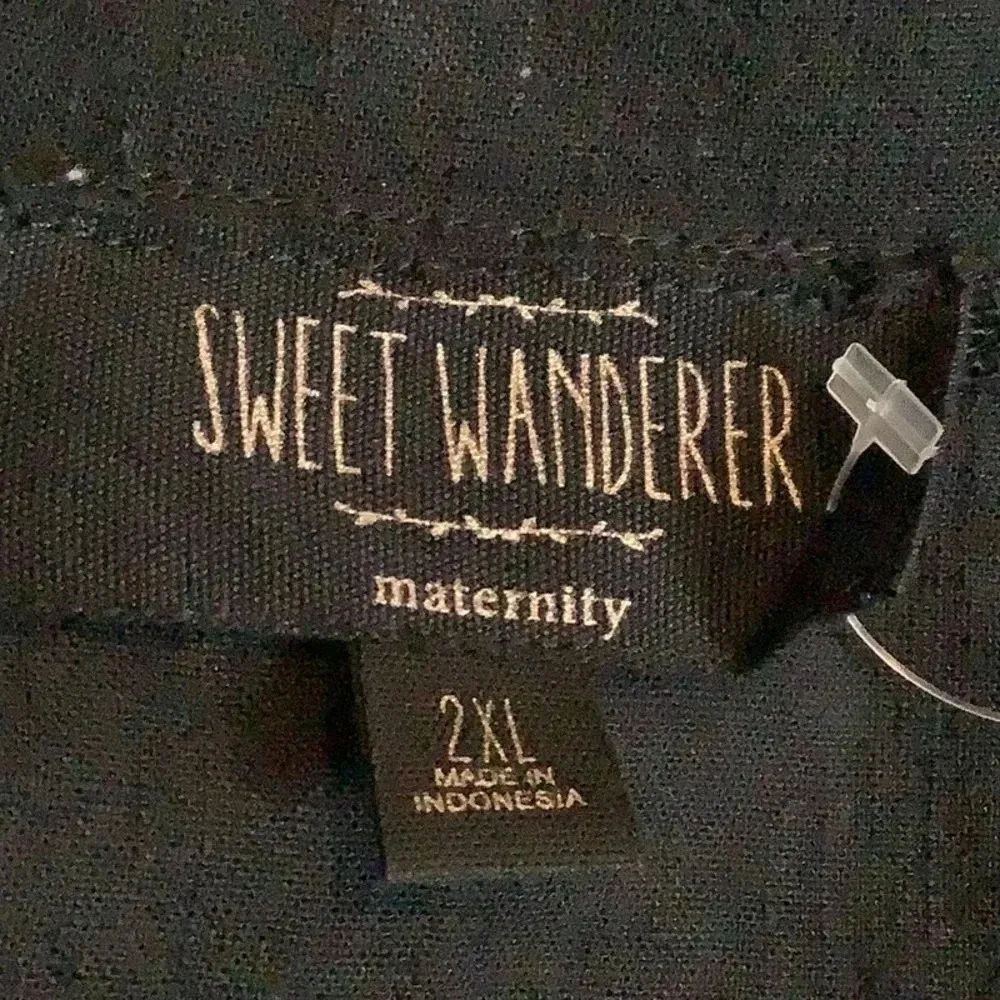 SWEET WANDERER
maternity
2XL
MADE IN
INDONESIA